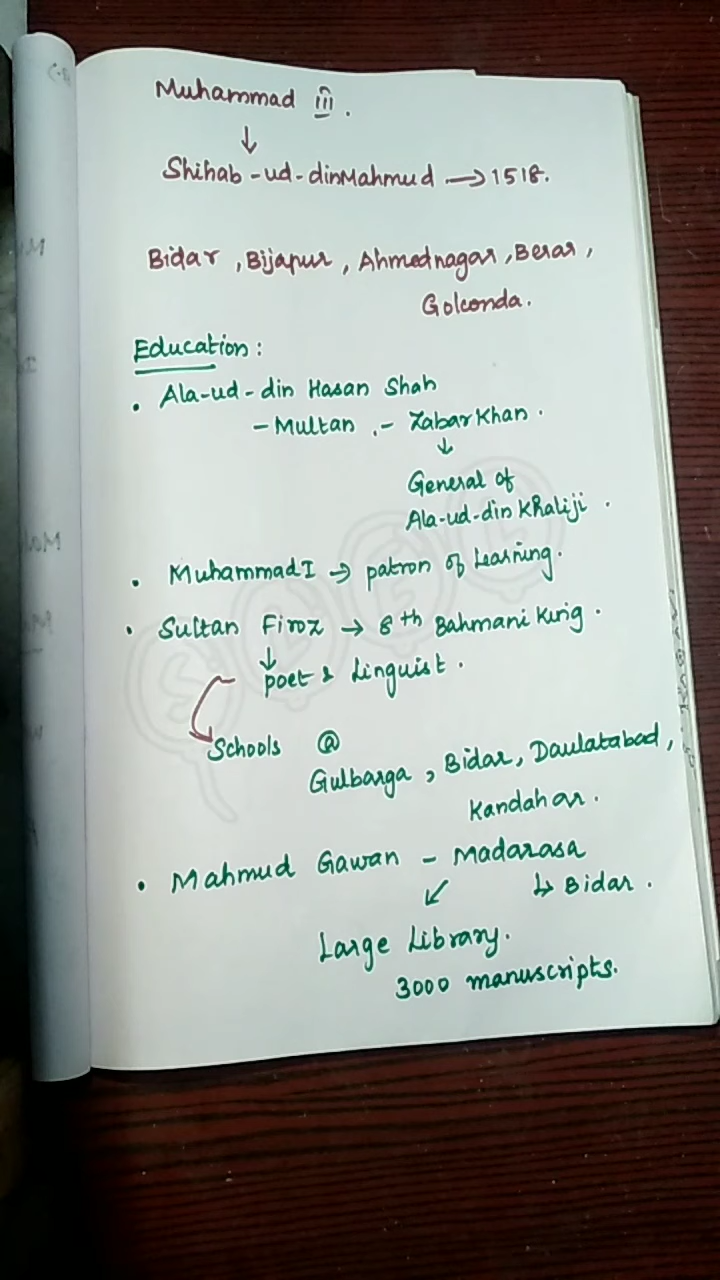 Muhammad III.
↓
Shihab-ud-dinMahmud → 1518.
Bidar, Bijapur, Ahmednagar, Berar,
Golconda.
Education:
• Ala-ud-din Hasan Shah
- Multan .- Zabar Khan.
↓
General of
Ala-ud-din Khaliji.
• Muhammad I → patron of learning.
• Sultan Firoz → 8th Bahmani King.
↓
poet & Linguist.
Schools @
Gulbarga, Bidar, Daulatabad,
Kandahar.
• Mahmud Gawan - Madarasa
↙ ↳ Bidar.
Large Library.
3000 manuscripts.